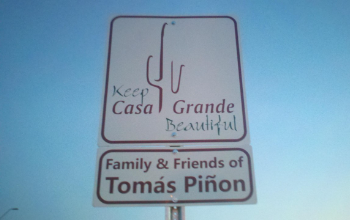 Keep
Casa Grande
Beautiful
Family & Friends of
Tomás Piñon